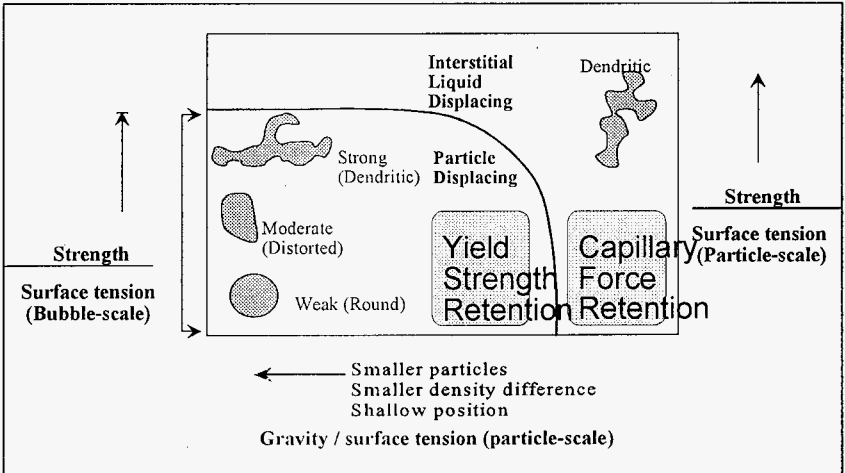 Interstitial
Liquid
Displacing
Dendritic
Strong
(Dendritic)
Particle
Displacing
Moderate
(Distorted)
Weak (Round)
Yield
Strength
Retention
Capillary
Force
Retention
Strength
Surface tension
(Bubble-scale)
Strength
Surface tension
(Particle-scale)
Smaller particles
Smaller density difference
Shallow position
Gravity / surface tension (particle-scale)